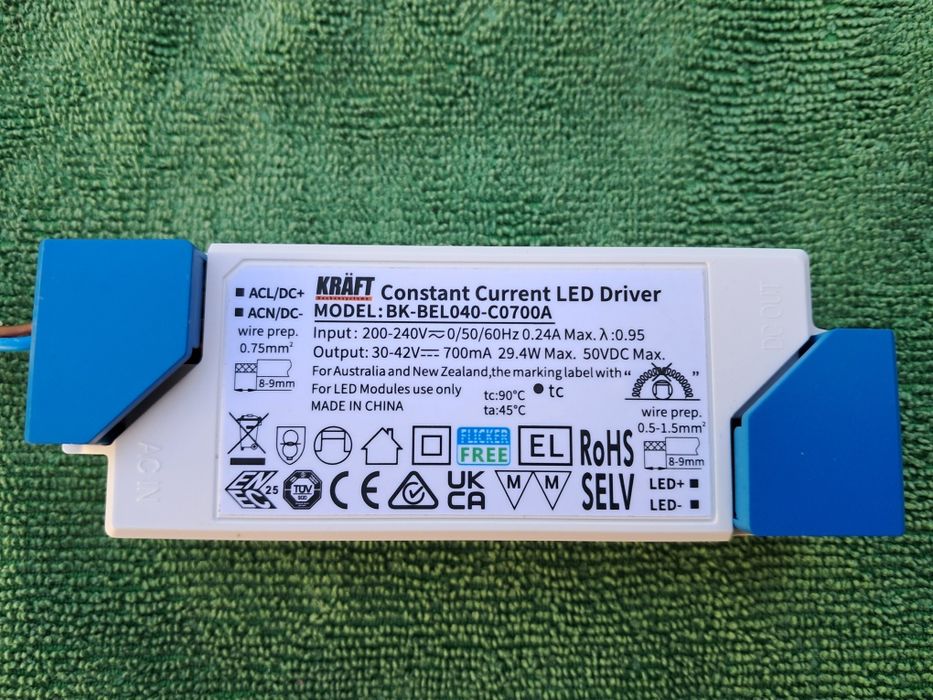 ACL/DC+
ACN/DC-
wire prep.
0.75mm²
8-9mm
KRÄFT
Constant Current LED Driver
MODEL: BK-BEL040-C0700A
Input: 200-240V≂0/50/60Hz 0.24A Max. λ:0.95
Output: 30-42V⎓ 700mA 29.4W Max. 50VDC Max.
For Australia and New Zealand,the marking label with “ ”
For LED Modules use only
MADE IN CHINA
tc:90°C
ta:45°C
tc
wire prep.
0.5-1.5mm²
8-9mm
LED+
LED-
FLICKER
FREE
EL
RoHS
SELV
ENEC 25
TÜV
SÜD
CE
UK
CA
M M
AC IN
DC OUT